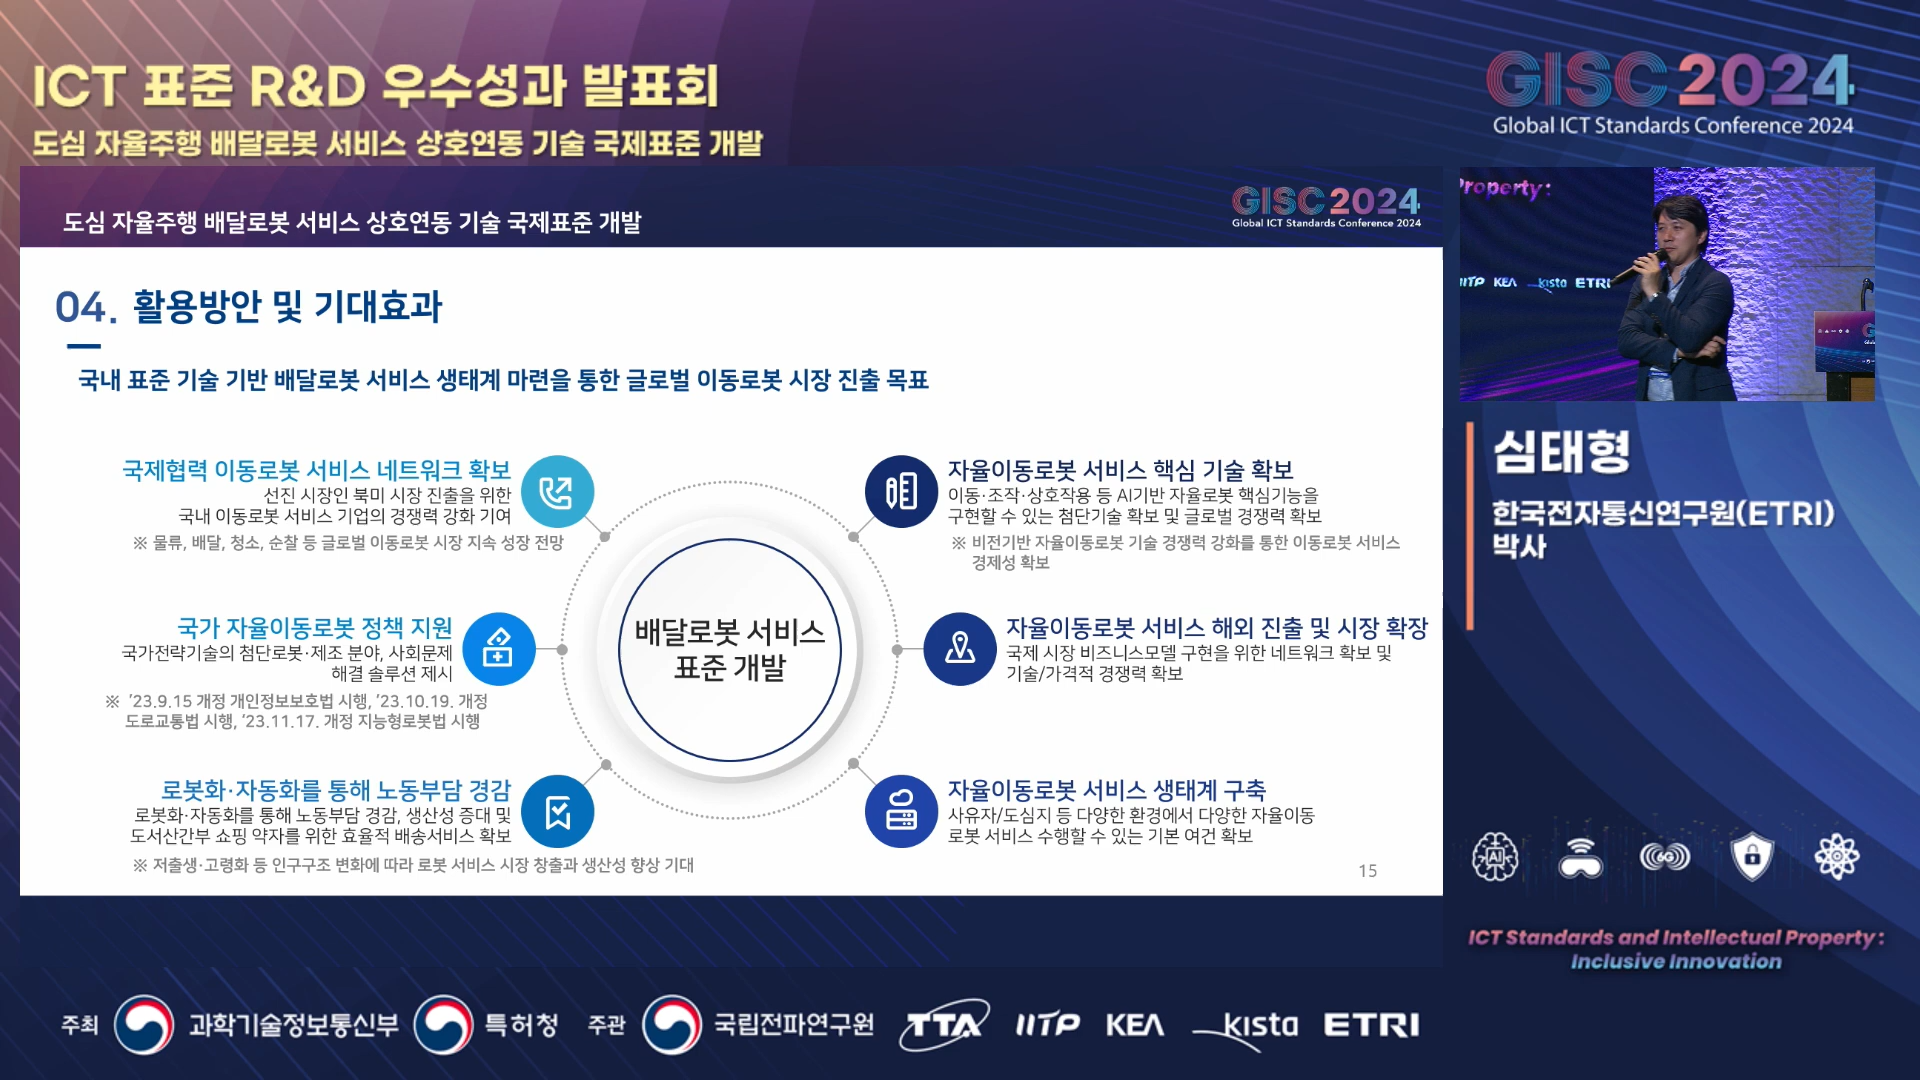 ICT 표준 R&D 우수성과 발표회
도심 자율주행 배달로봇 서비스 상호연동 기술 국제표준 개발
GISC 2024
Global ICT Standards Conference 2024
도심 자율주행 배달로봇 서비스 상호연동 기술 국제표준 개발
GISC 2024
Global ICT Standards Conference 2024
04. 활용방안 및 기대효과
국내 표준 기술 기반 배달로봇 서비스 생태계 마련을 통한 글로벌 이동로봇 시장 진출 목표
국제협력 이동로봇 서비스 네트워크 확보
선진 시장인 북미 시장 진출을 위한
국내 이동로봇 서비스 기업의 경쟁력 강화 기여
※ 물류, 배달, 청소, 순찰 등 글로벌 이동로봇 시장 지속 성장 전망
국가 자율이동로봇 정책 지원
국가전략기술의 첨단로봇·제조 분야, 사회문제
해결 솔루션 제시
※ ’23.9.15 개정 개인정보보호법 시행, ’23.10.19. 개정
도로교통법 시행, ’23.11.17. 개정 지능형로봇법 시행
로봇화·자동화를 통해 노동부담 경감
로봇화·자동화를 통해 노동부담 경감, 생산성 증대 및
도서산간부 쇼핑 약자를 위한 효율적 배송서비스 확보
※ 저출생·고령화 등 인구구조 변화에 따라 로봇 서비스 시장 창출과 생산성 향상 기대
배달로봇 서비스
표준 개발
자율이동로봇 서비스 핵심 기술 확보
이동·조작·상호작용 등 AI기반 자율로봇 핵심기능을
구현할 수 있는 첨단기술 확보 및 글로벌 경쟁력 확보
※ 비전기반 자율이동로봇 기술 경쟁력 강화를 통한 이동로봇 서비스
경제성 확보
자율이동로봇 서비스 해외 진출 및 시장 확장
국제 시장 비즈니스모델 구현을 위한 네트워크 확보 및
기술/가격적 경쟁력 확보
자율이동로봇 서비스 생태계 구축
사유자/도심지 등 다양한 환경에서 다양한 자율이동
로봇 서비스 수행할 수 있는 기본 여건 확보
15
Property:
IITP KEA kista ETRI
심태형
한국전자통신연구원(ETRI)
박사
AI
6G
ICT Standards and Intellectual Property:
Inclusive Innovation
주최 과학기술정보통신부 특허청 주관 국립전파연구원 TTA IITP KEA kista ETRI